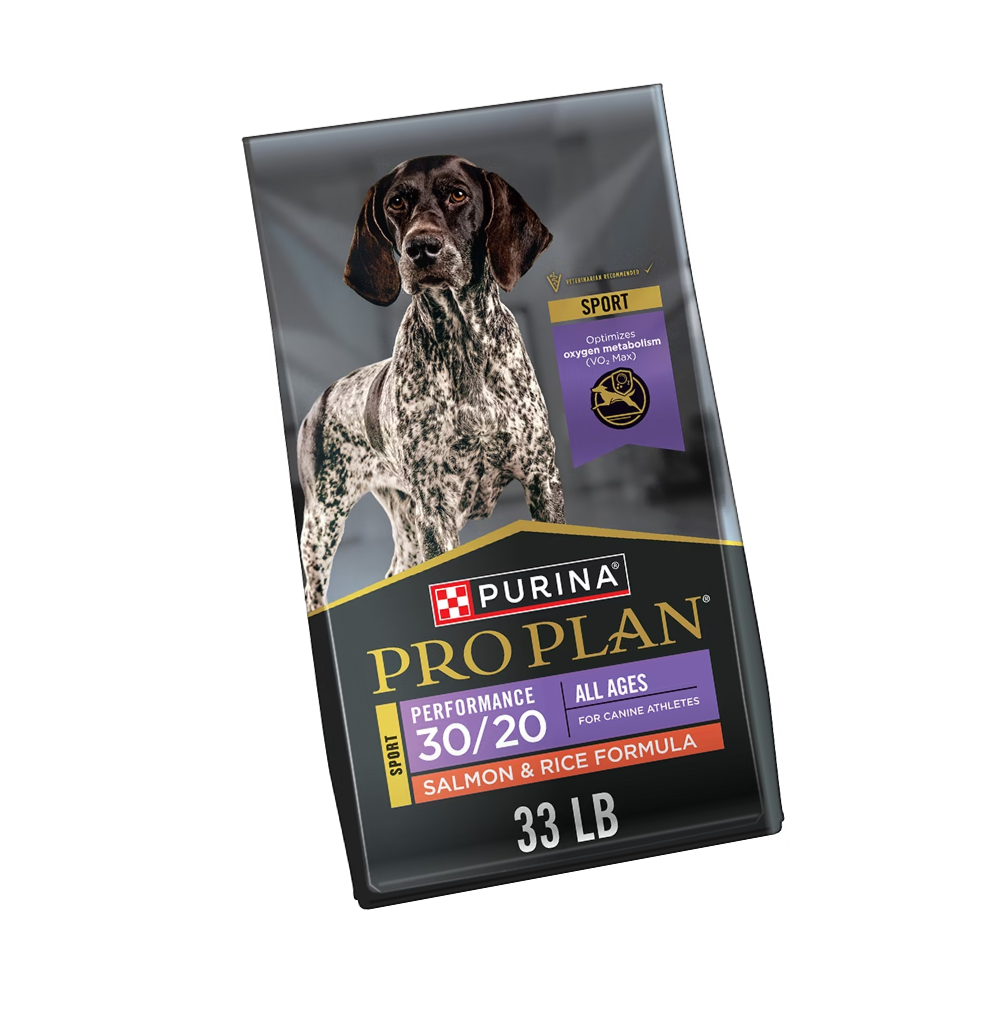 VETERINARIAN RECOMMENDED
SPORT
Optimizes
oxygen metabolism
(VO₂ Max)
PURINA®
PRO PLAN®
SPORT
PERFORMANCE
30/20
ALL AGES
FOR CANINE ATHLETES
SALMON & RICE FORMULA
33 LB